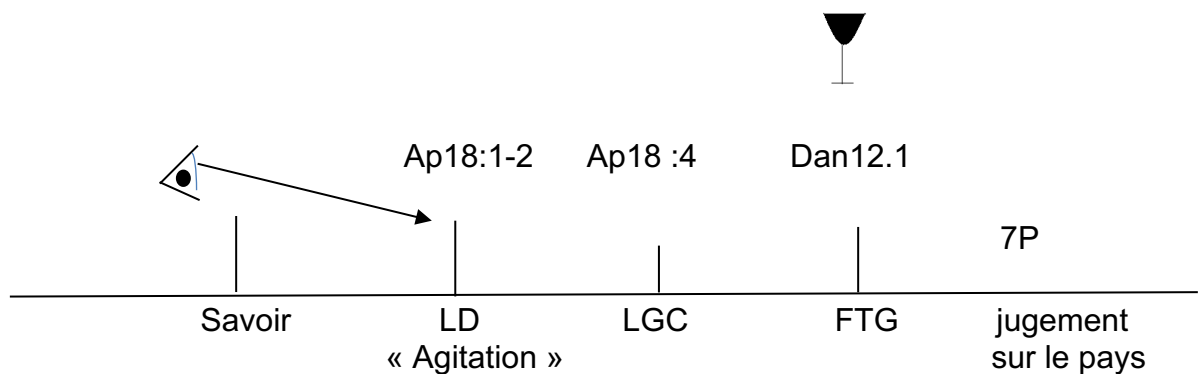 Ap18:1-2 Ap18 :4 Dan12.1
7P
Savoir LD LGC FTG jugement
« Agitation » sur le pays